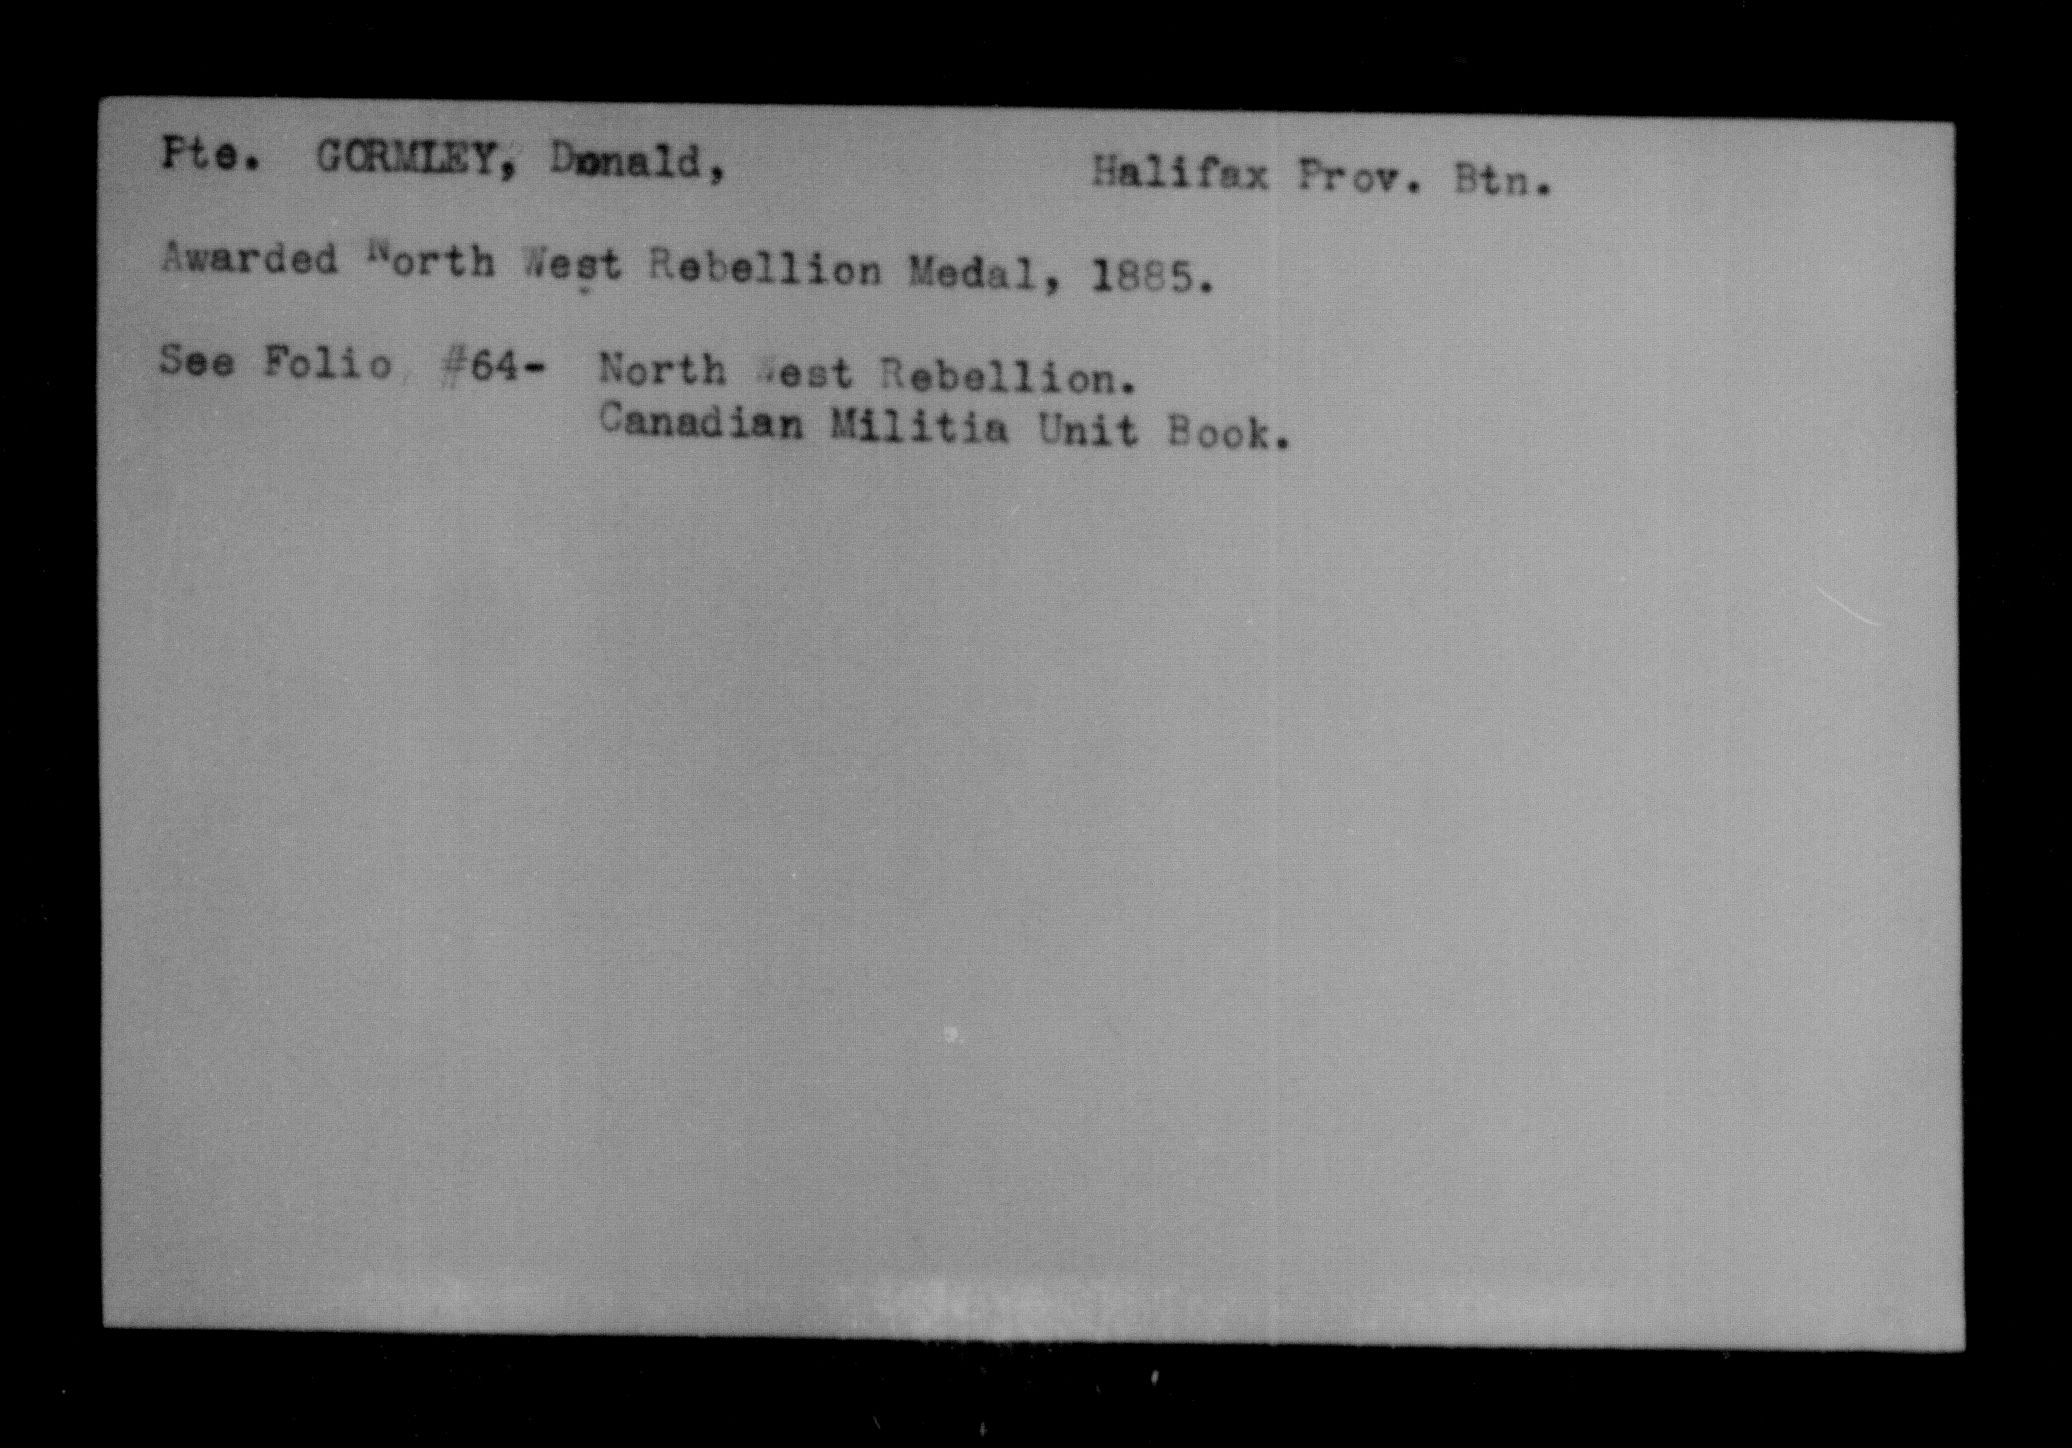 Pte. GORMLEY, Donald, Halifax Prov. Btn.
Awarded North West Rebellion Medal, 1885.
See Folio #64- North West Rebellion.
Canadian Militia Unit Book.